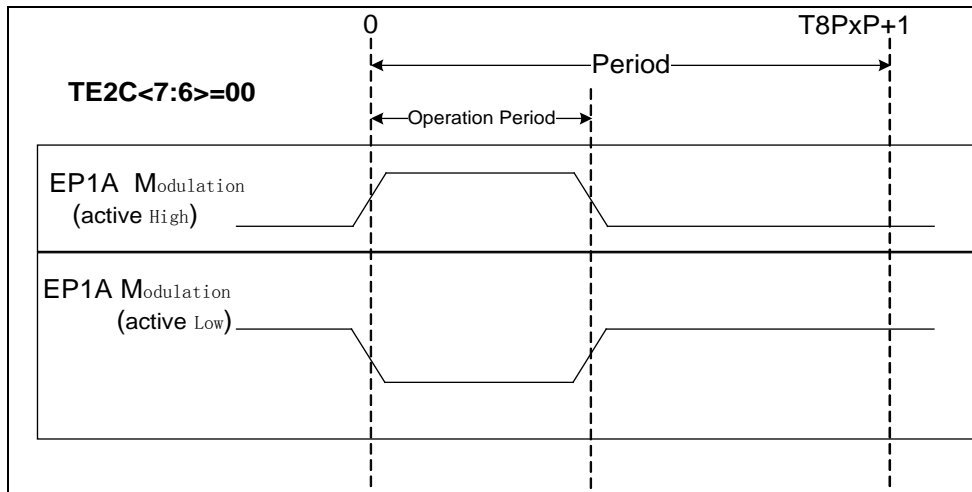 0 T8PxP+1
Period
TE2C<7:6>=00
Operation Period
EP1A Modulation
(active High)
EP1A Modulation
(active Low)